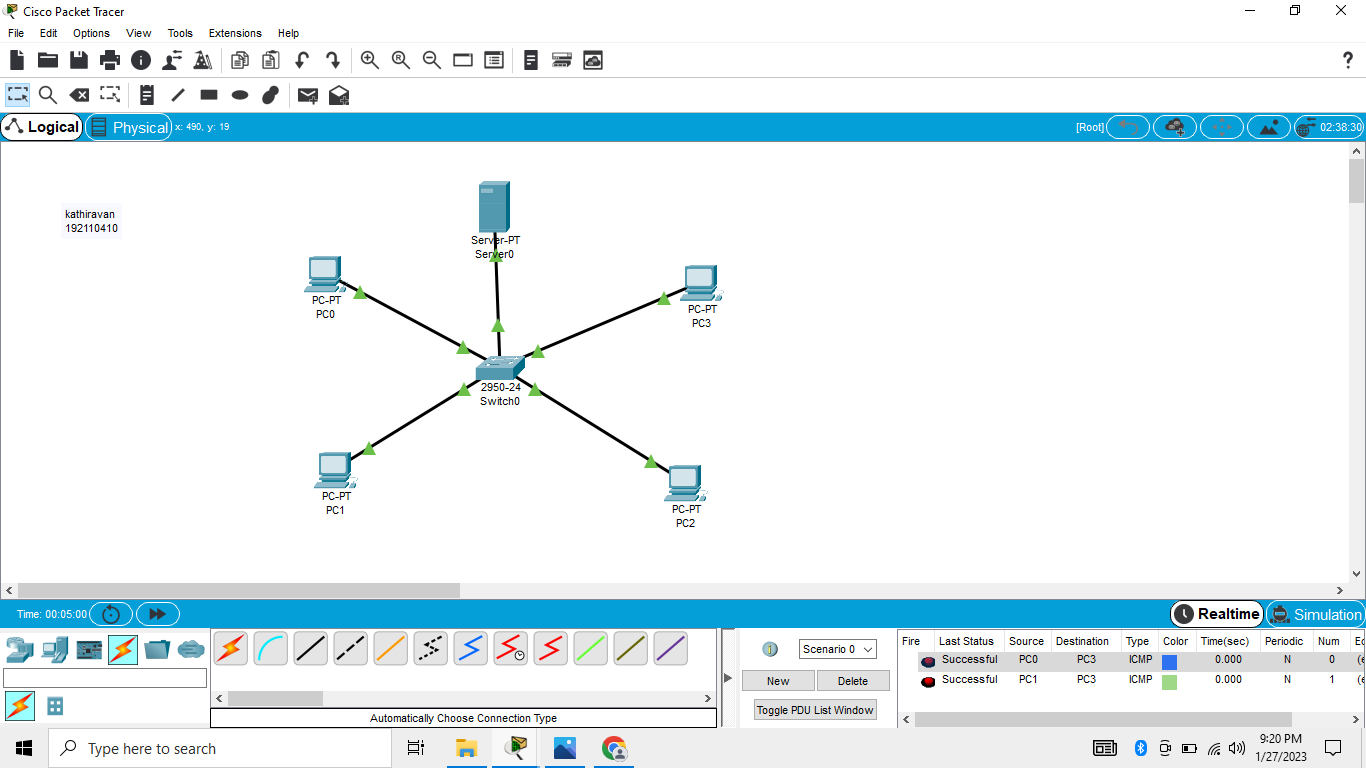 Cisco Packet Tracer
File Edit Options View Tools Extensions Help
Logical Physical x: 490, y: 19 [Root] 02:38:30
kathiravan
192110410
Server-PT
Server0
PC-PT
PC0
PC-PT
PC3
2950-24
Switch0
PC-PT
PC1
PC-PT
PC2
Time: 00:05:00 Realtime Simulation
Scenario 0
New Delete
Toggle PDU List Window
Automatically Choose Connection Type
Fire Last Status Source Destination Type Color Time(sec) Periodic Num
Successful PC0 PC3 ICMP 0.000 N 0 (e
Successful PC1 PC3 ICMP 0.000 N 1 (e
Type here to search
9:20 PM
1/27/2023